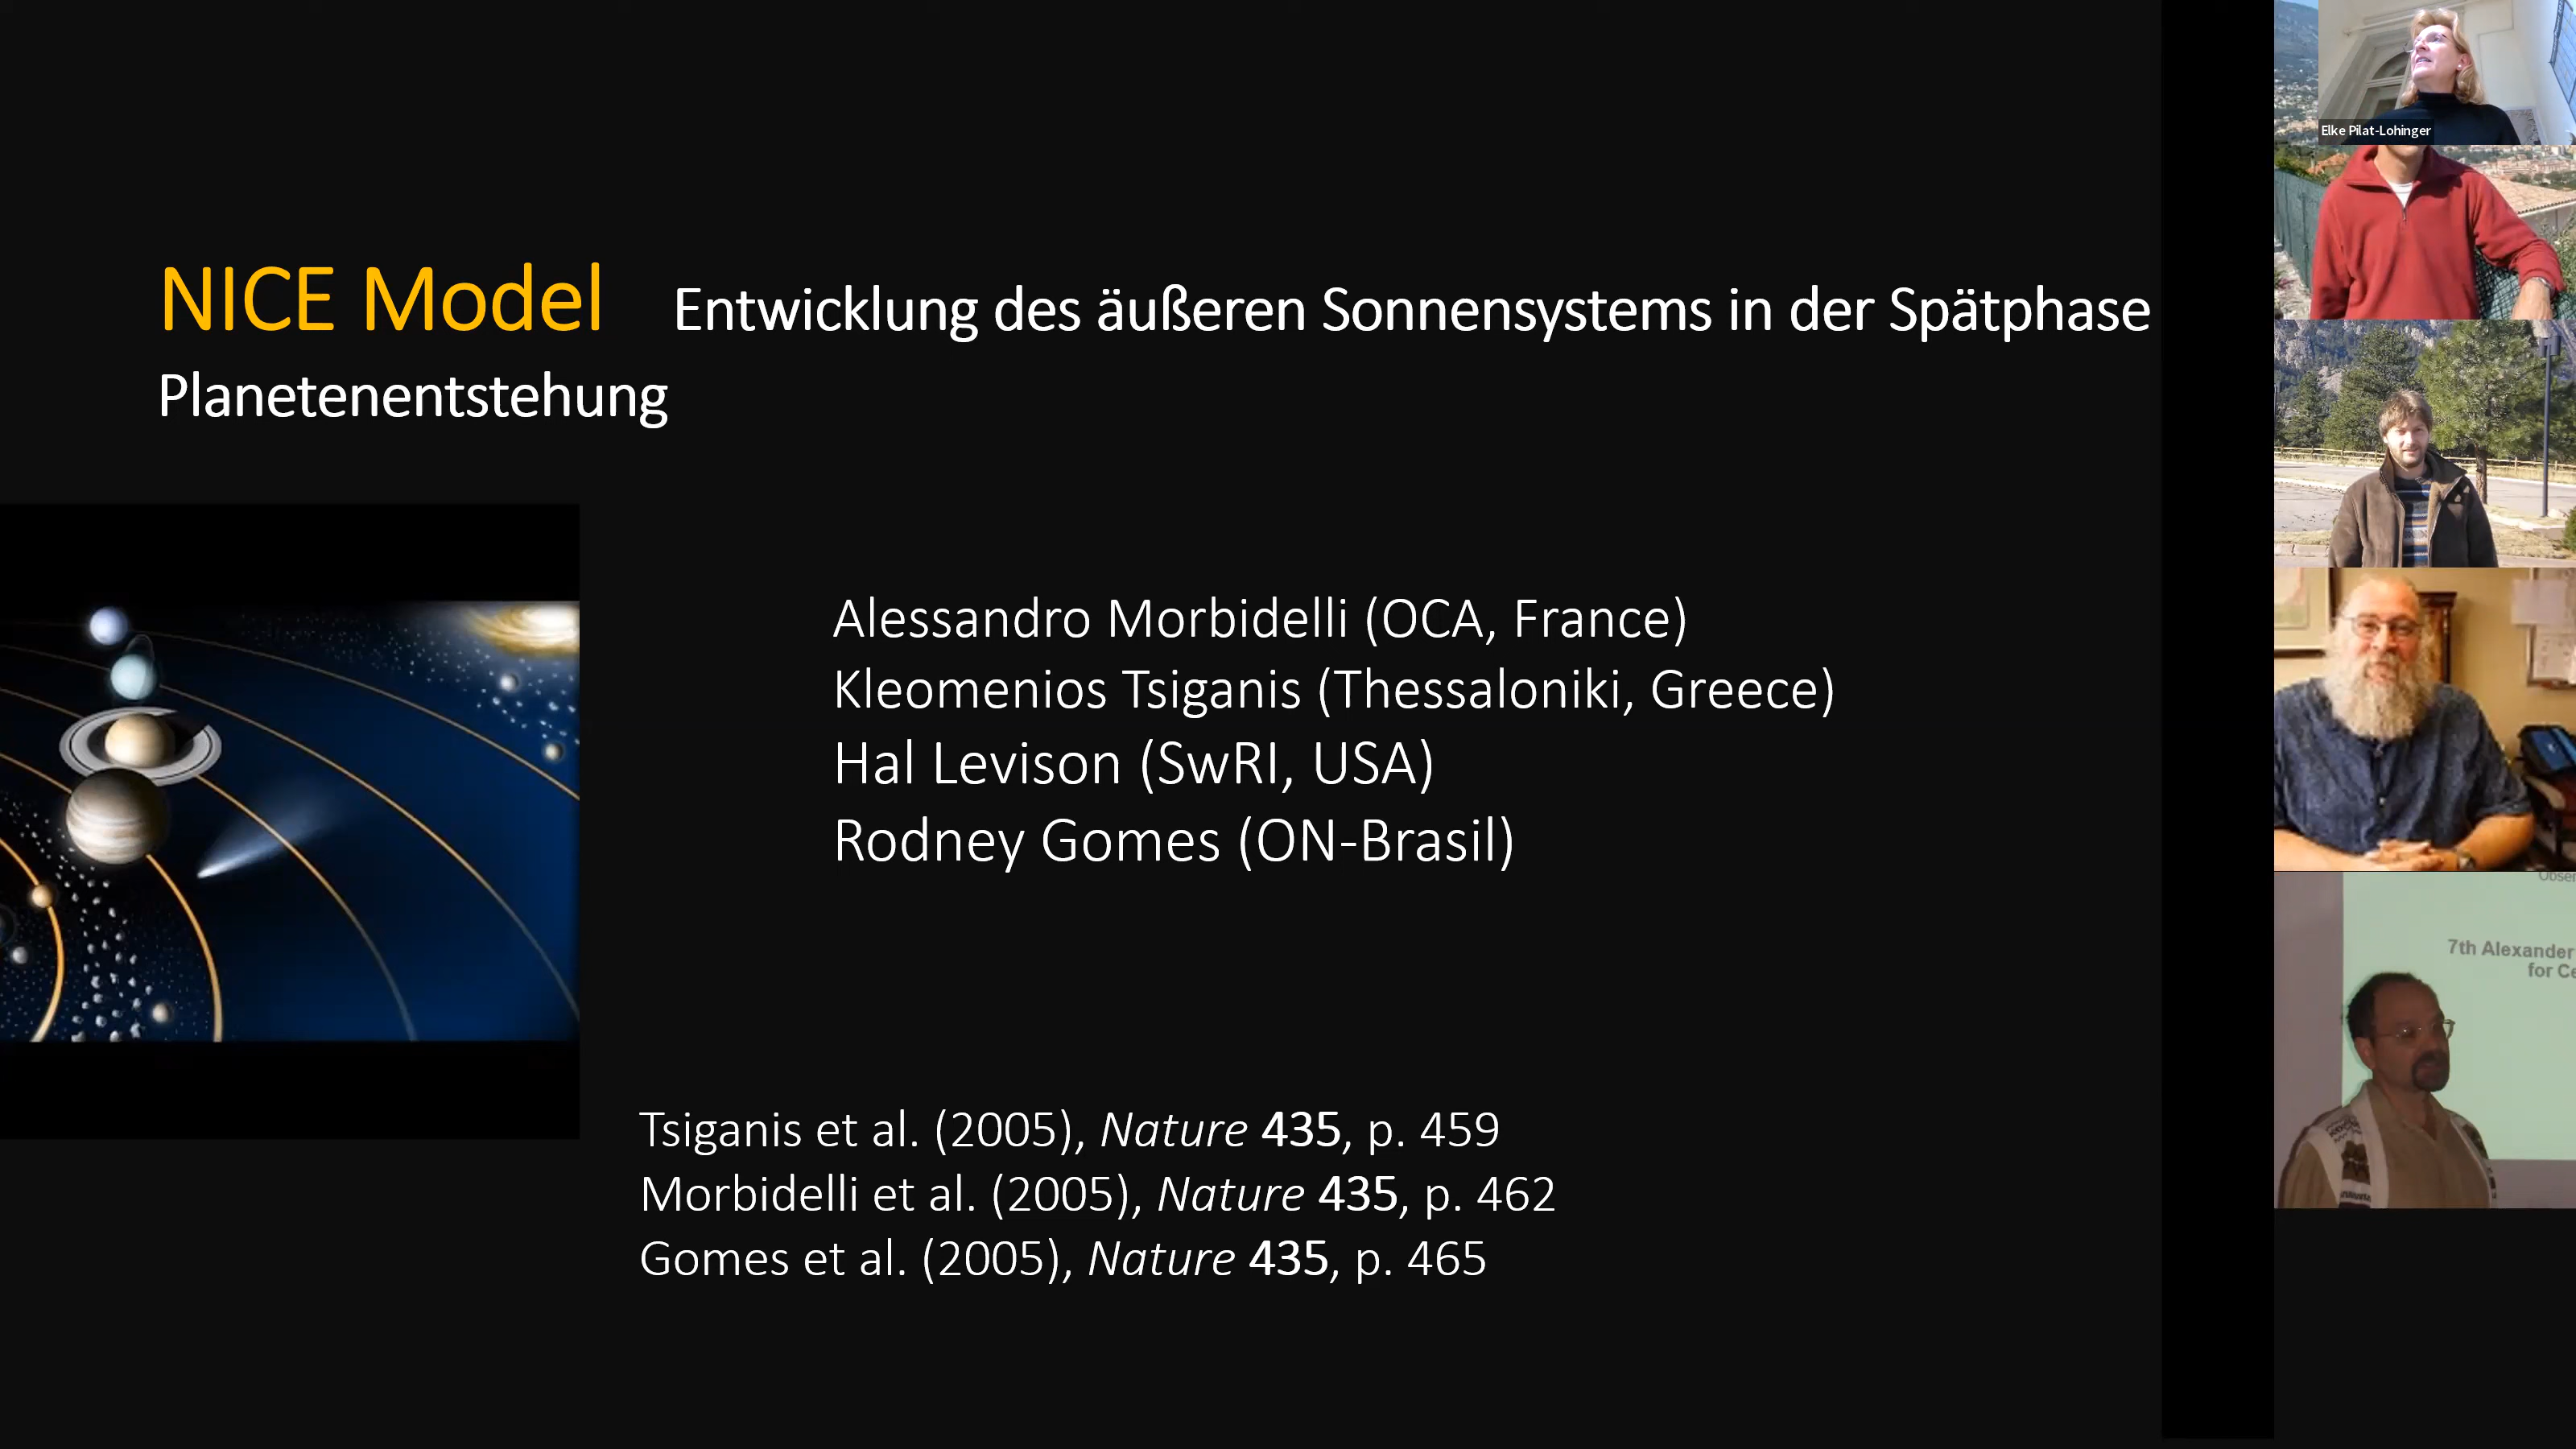 NICE Model Entwicklung des äußeren Sonnensystems in der Spätphase
Planetenentstehung
Alessandro Morbidelli (OCA, France)
Kleomenios Tsiganis (Thessaloniki, Greece)
Hal Levison (SwRI, USA)
Rodney Gomes (ON-Brasil)
Tsiganis et al. (2005), Nature 435, p. 459
Morbidelli et al. (2005), Nature 435, p. 462
Gomes et al. (2005), Nature 435, p. 465
Elke Pilat-Lohinger
Obser
7th Alexander
for Ce